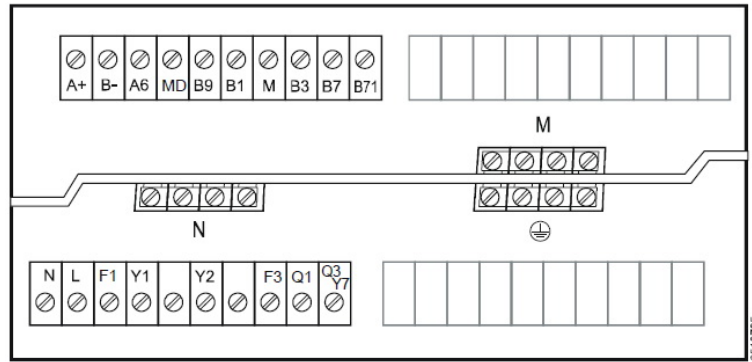 A+ B- A6 MD B9 B1 M B3 B7 B71
M
N
N L F1 Y1 Y2 F3 Q1 Q3
Y7